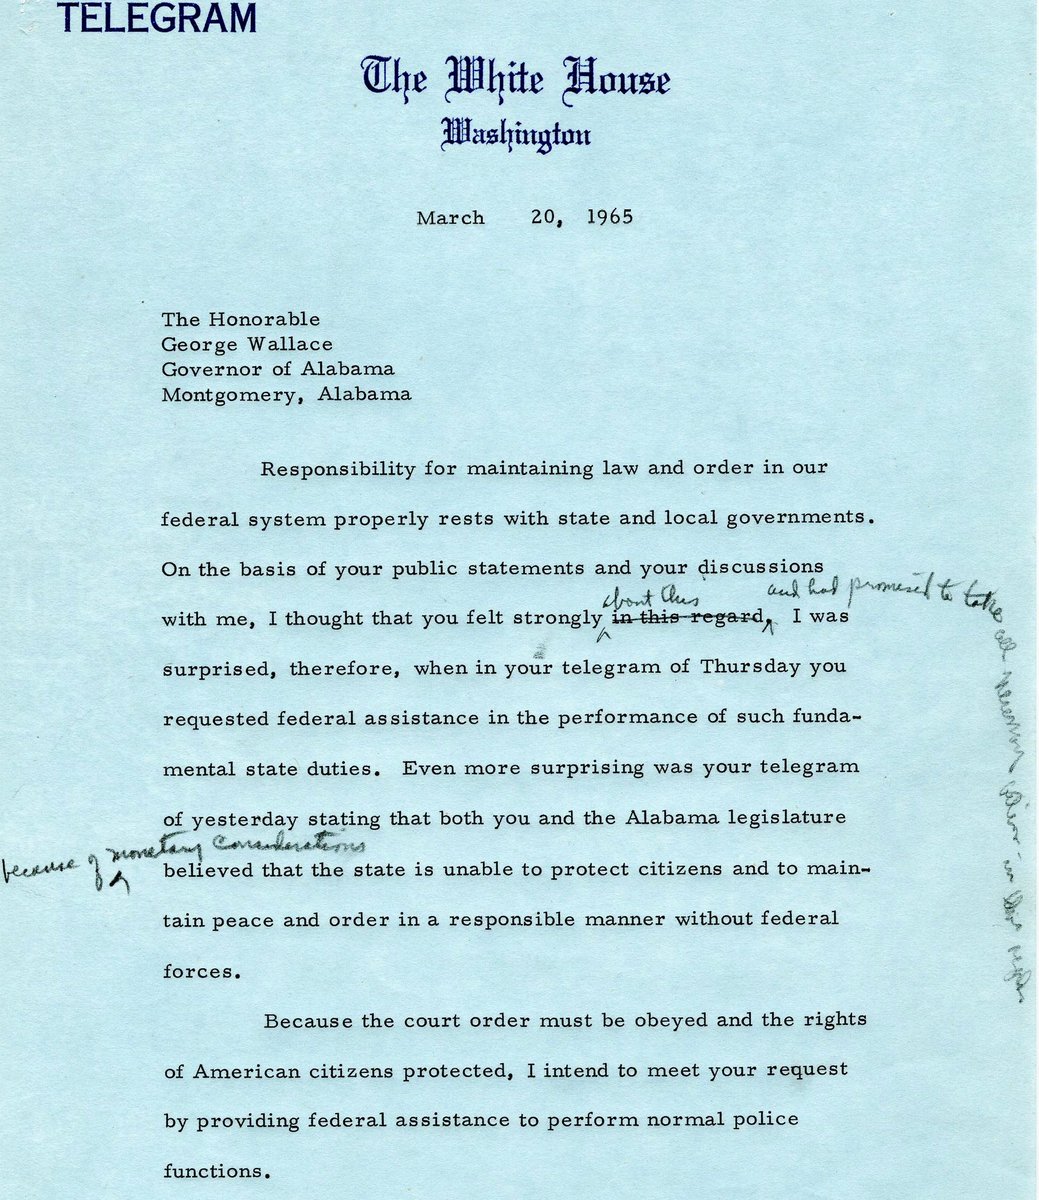 TELEGRAM
The White House
Washington
March 20, 1965
The Honorable
George Wallace
Governor of Alabama
Montgomery, Alabama
Responsibility for maintaining law and order in our
federal system properly rests with state and local governments.
On the basis of your public statements and your discussions
about this and had promised to take
all necessary action in this regard
with me, I thought that you felt strongly in this regard. I was
surprised, therefore, when in your telegram of Thursday you
requested federal assistance in the performance of such funda-
mental state duties. Even more surprising was your telegram
of yesterday stating that both you and the Alabama legislature
because of monetary considerations
believed that the state is unable to protect citizens and to main-
tain peace and order in a responsible manner without federal
forces.
Because the court order must be obeyed and the rights
of American citizens protected, I intend to meet your request
by providing federal assistance to perform normal police
functions.